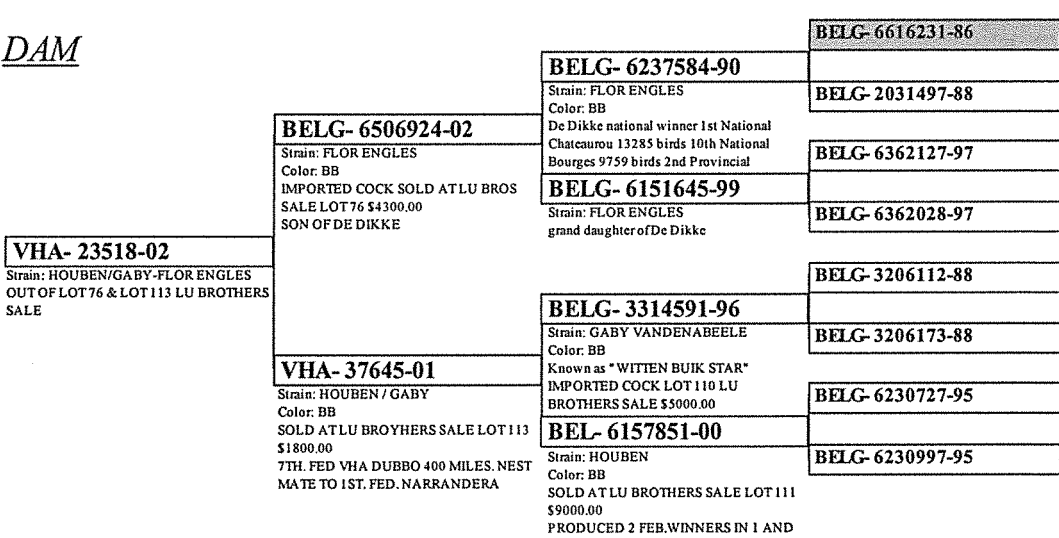 DAM
VHA- 23518-02
Strain: HOUBEN/GABY-FLOR ENGLES
OUT OF LOT 76 & LOT 113 LU BROTHERS
SALE
BELG- 6506924-02
Strain: FLOR ENGLES
Color: BB
IMPORTED COCK SOLD AT LU BROS
SALE LOT 76 $4300.00
SON OF DE DIKKE
VHA- 37645-01
Strain: HOUBEN / GABY
Color: BB
SOLD AT LU BROYHERS SALE LOT 113
$1800.00
7TH. FED VHA DUBBO 400 MILES. NEST
MATE TO 1ST. FED. NARRANDERA
BELG- 6237584-90
Strain: FLOR ENGLES
Color: BB
De Dikke national winner 1st National
Chateaurou 13285 birds 10th National
Bourges 9759 birds 2nd Provincial
BELG- 6151645-99
Strain: FLOR ENGLES
grand daughter of De Dikke
BELG- 3314591-96
Strain: GABY VANDENABEELE
Color: BB
Known as "WITTEN BUIK STAR"
IMPORTED COCK LOT 110 LU
BROTHERS SALE $5000.00
BEL- 6157851-00
Strain: HOUBEN
Color: BB
SOLD AT LU BROTHERS SALE LOT 111
$9000.00
PRODUCED 2 FEB.WINNERS IN 1 AND
BELG- 6616231-86
BELG- 2031497-88
BELG- 6362127-97
BELG- 6362028-97
BELG- 3206112-88
BELG- 3206173-88
BELG- 6230727-95
BELG- 6230997-95